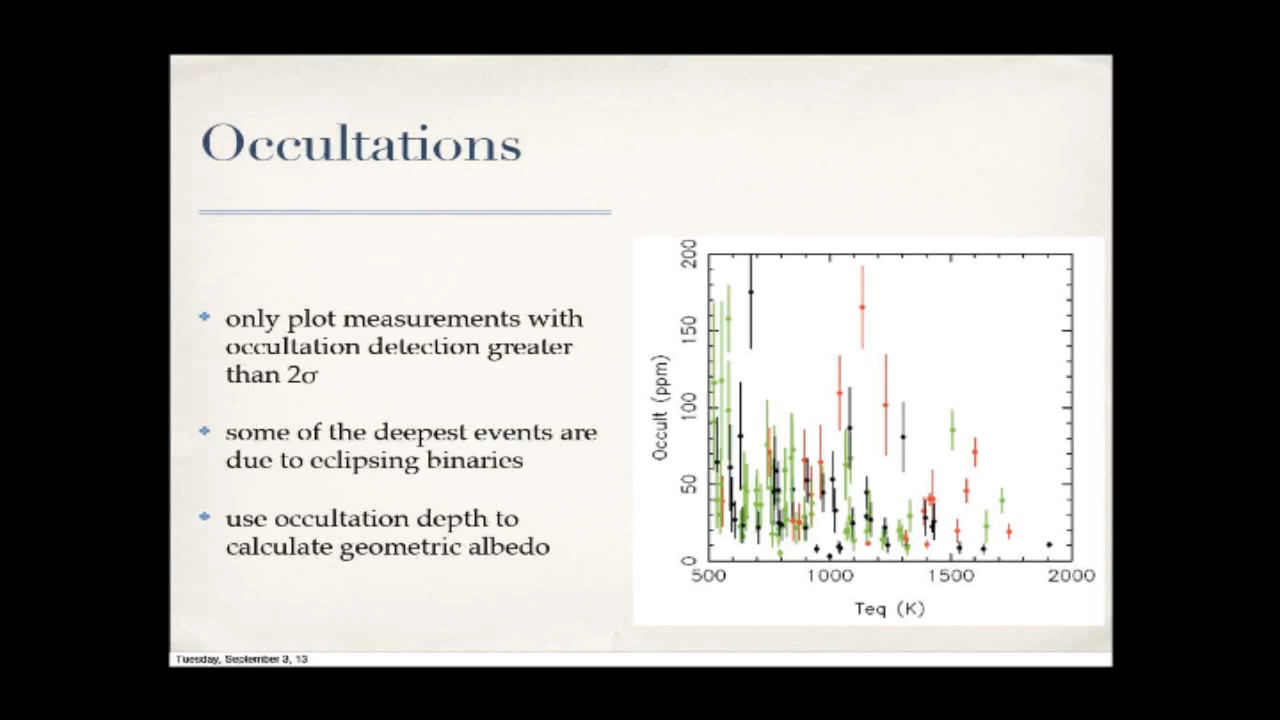 Occultations
only plot measurements with
occultation detection greater
than 2σ
some of the deepest events are
due to eclipsing binaries
use occultation depth to
calculate geometric albedo
200
150
100
50
0
Occult (ppm)
500 1000 1500 2000
Teq (K)
Tuesday, September 3, 13